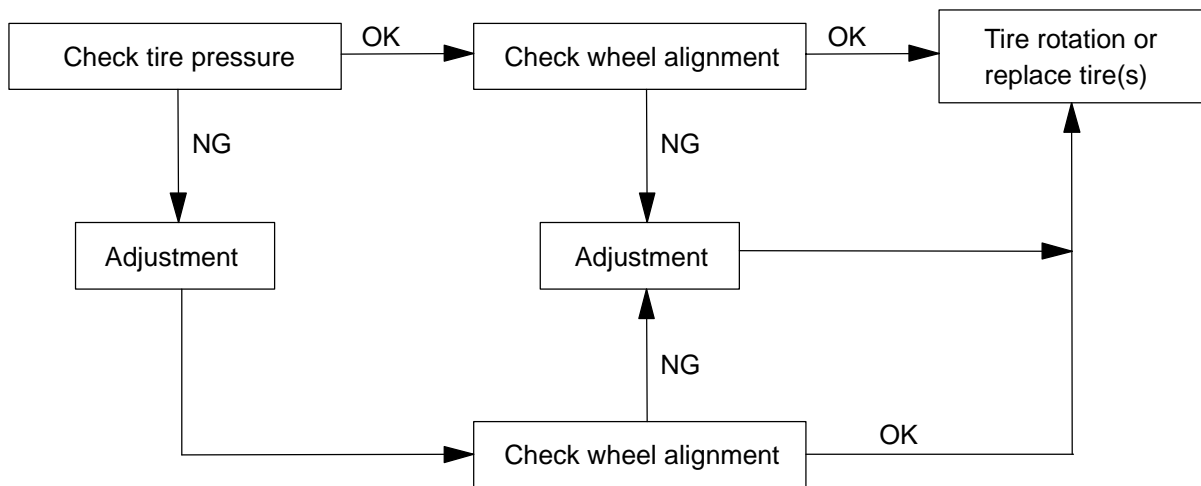 Check tire pressure
OK
Check wheel alignment
OK
Tire rotation or
replace tire(s)
NG
NG
Adjustment
Adjustment
NG
Check wheel alignment
OK